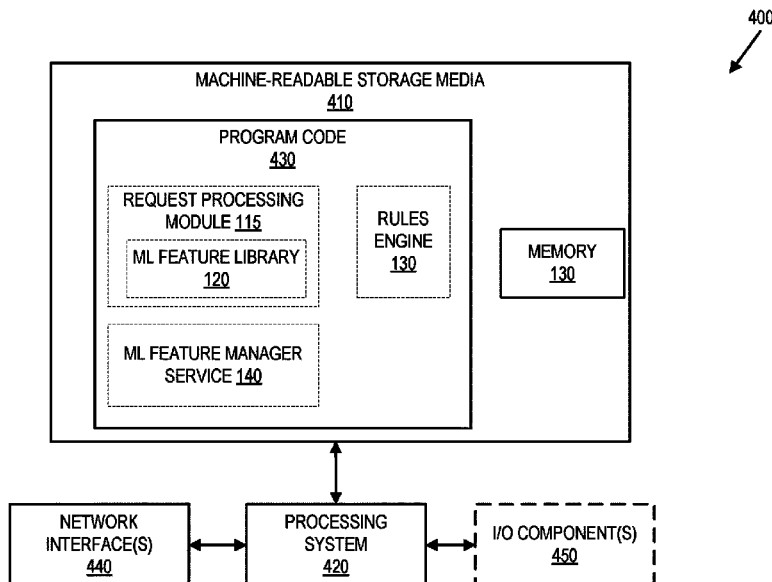 400
MACHINE-READABLE STORAGE MEDIA
410
PROGRAM CODE
430
REQUEST PROCESSING
MODULE 115
ML FEATURE LIBRARY
120
RULES
ENGINE
130
MEMORY
130
ML FEATURE MANAGER
SERVICE 140
NETWORK
INTERFACE(S)
440
PROCESSING
SYSTEM
420
I/O COMPONENT(S)
450